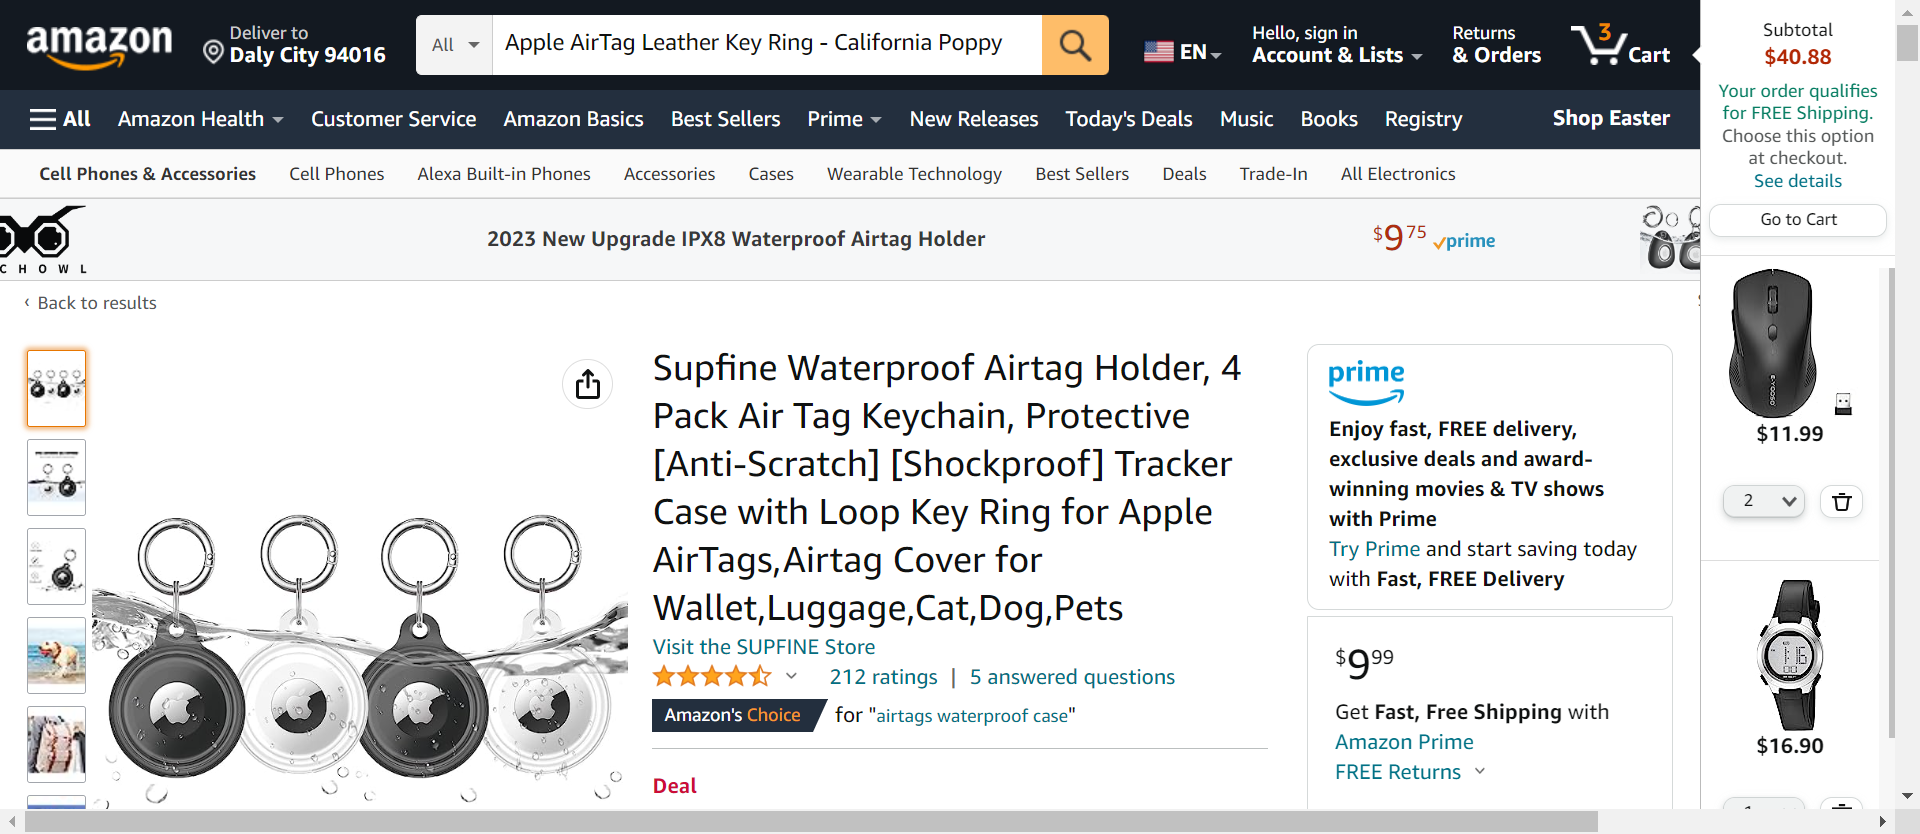 amazon
Deliver to
Daly City 94016
All
Apple AirTag Leather Key Ring - California Poppy
EN
Hello, sign in
Account & Lists
Returns
& Orders
3
Cart
All
Amazon Health
Customer Service
Amazon Basics
Best Sellers
Prime
New Releases
Today's Deals
Music
Books
Registry
Shop Easter
Cell Phones & Accessories
Cell Phones
Alexa Built-in Phones
Accessories
Cases
Wearable Technology
Best Sellers
Deals
Trade-In
All Electronics
CHOWL
2023 New Upgrade IPX8 Waterproof Airtag Holder
$9 75
prime
‹ Back to results
Supfine Waterproof Airtag Holder, 4
Pack Air Tag Keychain, Protective
[Anti-Scratch] [Shockproof] Tracker
Case with Loop Key Ring for Apple
AirTags,Airtag Cover for
Wallet,Luggage,Cat,Dog,Pets
Visit the SUPFINE Store
212 ratings | 5 answered questions
Amazon's Choice for "airtags waterproof case"
Deal
prime
Enjoy fast, FREE delivery,
exclusive deals and award-
winning movies & TV shows
with Prime
Try Prime and start saving today
with Fast, FREE Delivery
$9 99
Get Fast, Free Shipping with
Amazon Prime
FREE Returns
Subtotal
$40.88
Your order qualifies
for FREE Shipping.
Choose this option
at checkout.
See details
Go to Cart
$11.99
2
1:16
$16.90